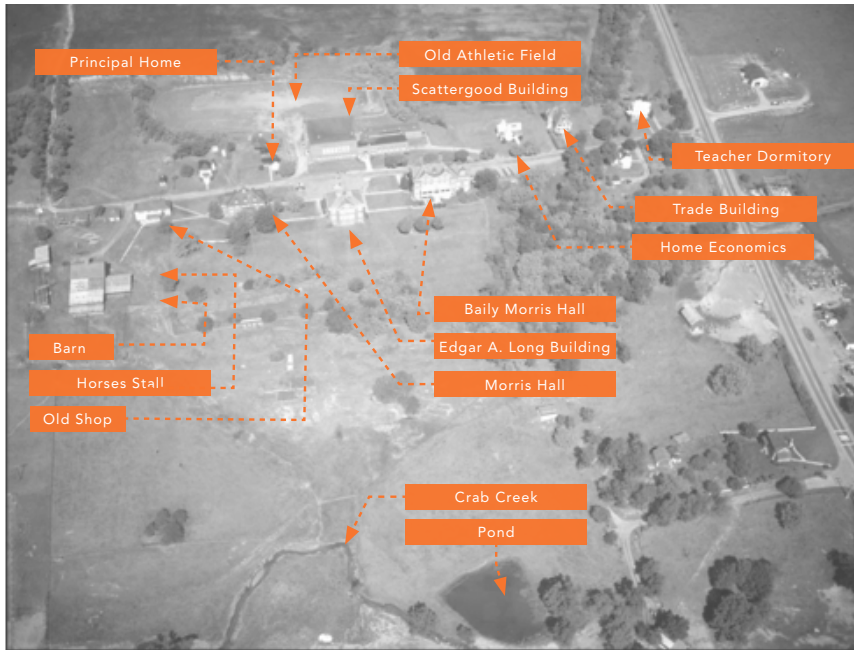 Old Athletic Field
Principal Home
Scattergood Building
Teacher Dormitory
Trade Building
Home Economics
Baily Morris Hall
Edgar A. Long Building
Barn
Horses Stall
Morris Hall
Old Shop
Crab Creek
Pond